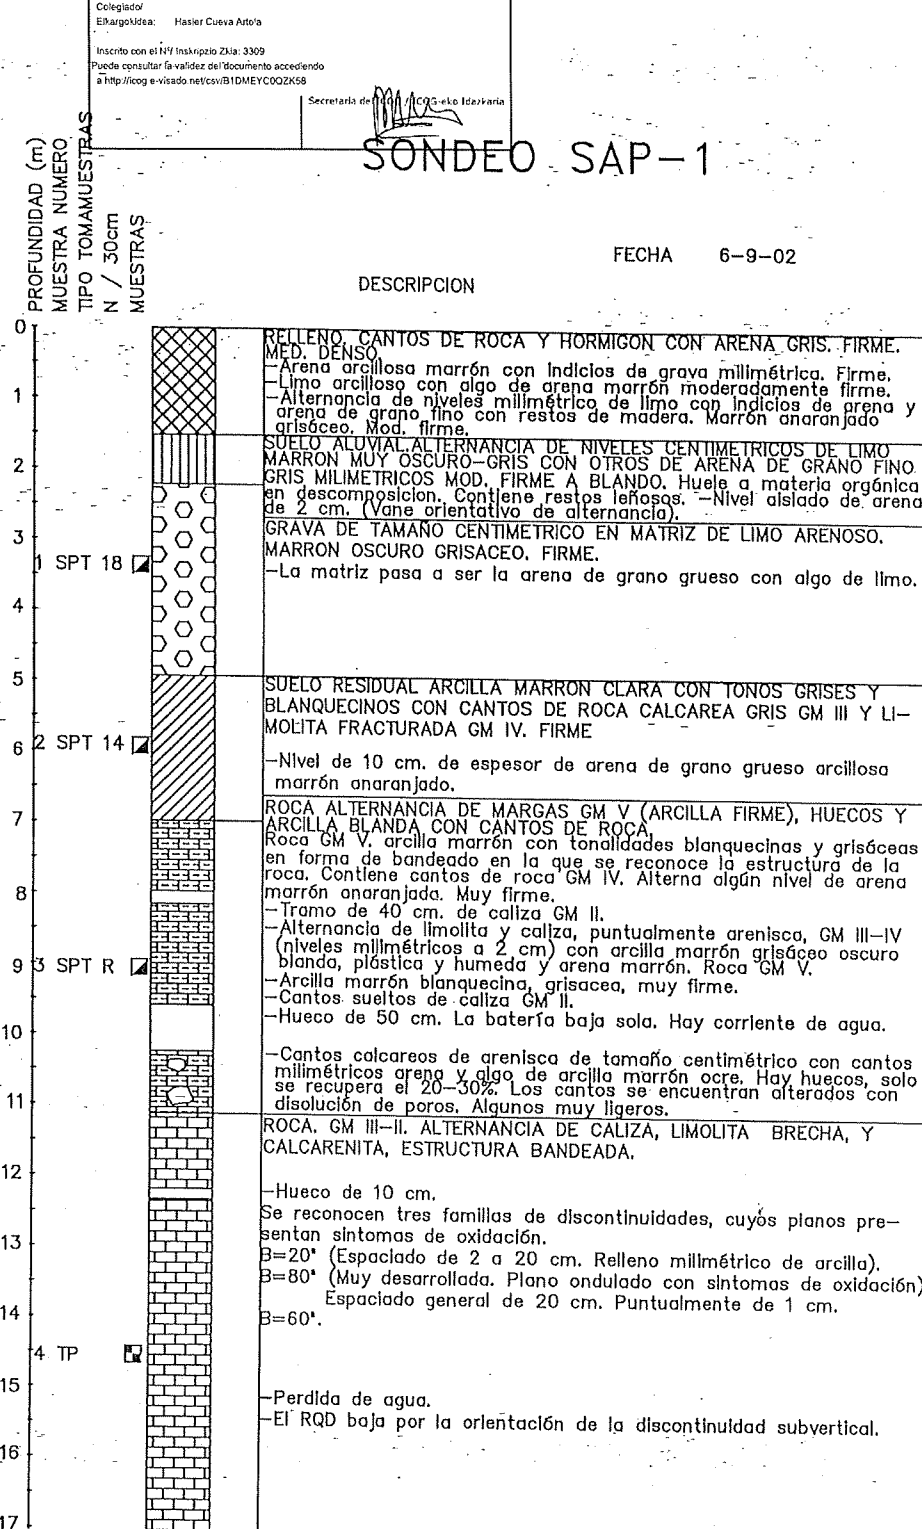 Colegiado/
Elkargokidea: Hasier Cueva Artola
Inscrito con el Nº/ Inskripzio Zkia: 3309
Puede consultar la validez del documento accediendo
a http://icog e-visado.net/csv/B1DMEYC0QZK58
Secretaría de / ICOG-eko Idazkaria
SONDEO SAP-1
PROFUNDIDAD (m)
MUESTRA NUMERO
TIPO TOMAMUESTRAS
N / 30cm
MUESTRAS
FECHA 6-9-02
DESCRIPCION
0
RELLENO. CANTOS DE ROCA Y HORMIGON CON ARENA GRIS. FIRME.
MED. DENSO.
-Arena arcillosa marrón con indicios de grava milimétrica. Firme.
-Limo arcilloso con algo de arena marrón moderadamente firme.
1
-Alternancia de niveles milimétrico de limo con indicios de arena y
arena de grano fino con restos de madera. Marrón anaranjado
grisáceo. Mod. firme.
SUELO ALUVIAL.ALTERNANCIA DE NIVELES CENTIMETRICOS DE LIMO
2
MARRON MUY OSCURO-GRIS CON OTROS DE ARENA DE GRANO FINO
GRIS MILIMETRICOS MOD. FIRME A BLANDO. Huele a materia orgónica
en descomposicion. Contiene restos leñosos. -Nivel aislado de arena
de 2 cm. (Vane orientativo de alternancia).
3
GRAVA DE TAMAÑO CENTIMETRICO EN MATRIZ DE LIMO ARENOSO.
MARRON OSCURO GRISACEO. FIRME.
1 SPT 18
-La matriz pasa a ser la arena de grano grueso con algo de limo.
4
5
SUELO RESIDUAL ARCILLA MARRON CLARA CON TONOS GRISES Y
BLANQUECINOS CON CANTOS DE ROCA CALCAREA GRIS GM III Y LI-
MOLITA FRACTURADA GM IV. FIRME
6
2 SPT 14
-Nivel de 10 cm. de espesor de arena de grano grueso arcillosa
marrón anaranjado.
7
ROCA ALTERNANCIA DE MARGAS GM V (ARCILLA FIRME), HUECOS Y
ARCILLA BLANDA CON CANTOS DE ROCA.
Roca GM V. arcilla marrón con tonalidades blanquecinas y grisóceas
en forma de bandeado en la que se reconoce la estructura de la
roca. Contiene cantos de roca GM IV. Alterna algún nivel de arena
8
marrón anaranjada. Muy firme.
-Tramo de 40 cm. de caliza GM II.
-Alternancia de limolita y caliza, puntualmente arenisca, GM III-IV
(niveles milimétricos a 2 cm) con arcilla marrón grisáceo oscuro
9
3 SPT R
blanda, plástica y humeda y arena marrón. Roca GM V.
-Arcilla marrón blanquecina, grisacea, muy firme.
-Cantos sueltos de caliza GM II.
10
-Hueco de 50 cm. La batería baja sola. Hay corriente de agua.
-Cantos calcareos de arenisca de tamaño centimétrico con cantos
milimétricos arena y algo de arcilla marrón ocre. Hay huecos, solo
se recupera el 20-30%. Los cantos se encuentran alterados con
11
disolución de poros. Algunos muy ligeros.
ROCA. GM III-II. ALTERNANCIA DE CALIZA, LIMOLITA BRECHA, Y
CALCARENITA, ESTRUCTURA BANDEADA.
12
-Hueco de 10 cm.
Se reconocen tres familias de discontinuidades, cuyos planos pre-
sentan sintomas de oxidación.
13
B=20° (Espaciado de 2 a 20 cm. Relleno milimétrico de arcilla).
B=80° (Muy desarrollada. Plano ondulado con sintomas de oxidación)
Espaciado general de 20 cm. Puntualmente de 1 cm.
14
B=60°.
4 TP
15
-Perdida de agua.
-El RQD baja por la orientación de la discontinuidad subvertical.
16
17